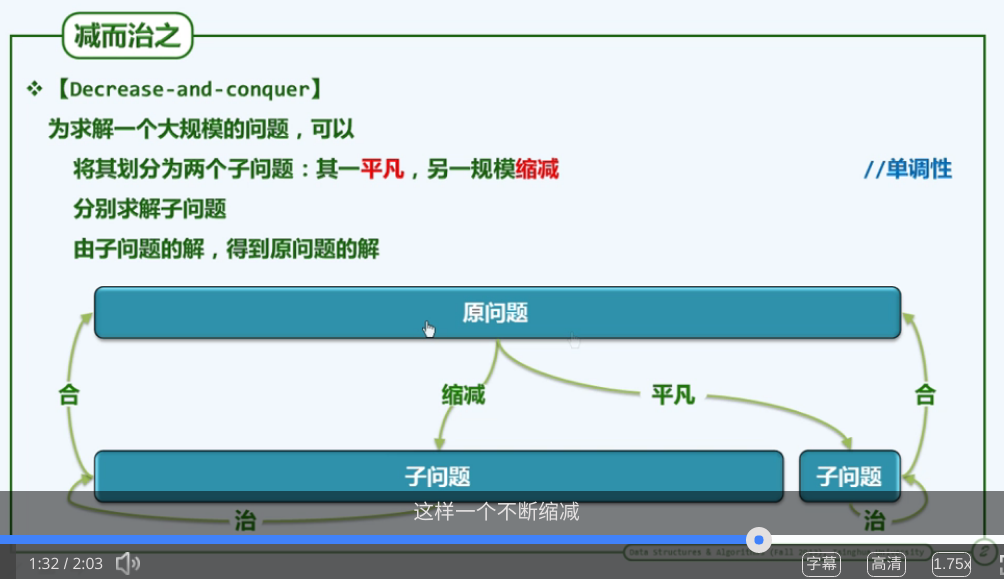 减而治之
❖【Decrease-and-conquer】
为求解一个大规模的问题，可以
将其划分为两个子问题：其一平凡，另一规模缩减 //单调性
分别求解子问题
由子问题的解，得到原问题的解
原问题
合 缩减 平凡 合
子问题 子问题
这样一个不断缩减
治 治
Data Structures & Algorithms (Fall
1:32 / 2:03 字幕 高清 1.75x
2